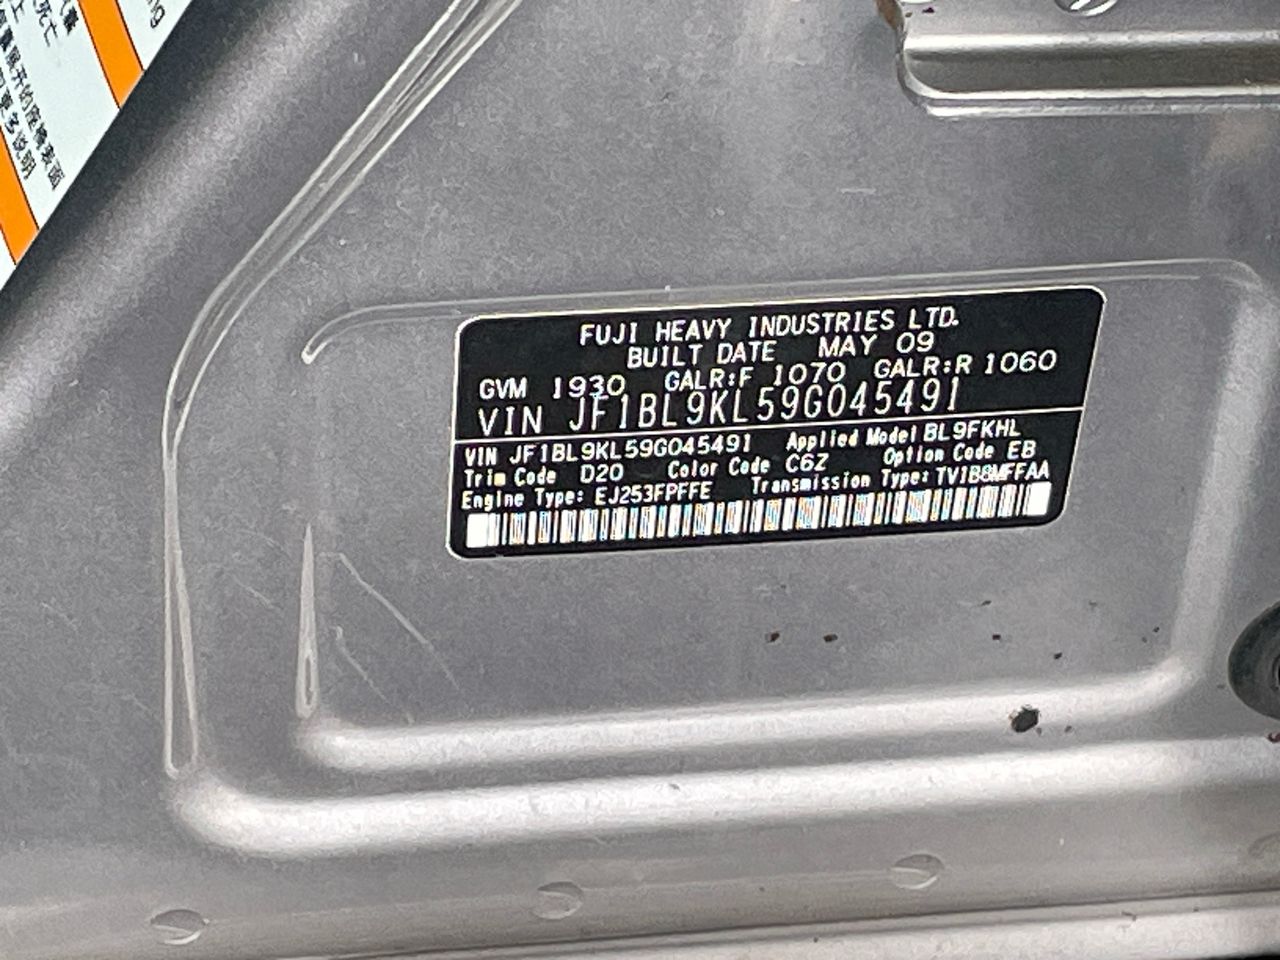 FUJI HEAVY INDUSTRIES LTD.
BUILT DATE MAY 09
GVM 1930 GALR:F 1070 GALR:R 1060
VIN JF1BL9KL59G045491
VIN JF1BL9KL59G045491 Applied Model BL9FKHL
Trim Code D20 Color Code C6Z Option Code EB
Engine Type: EJ253FPFFE Transmission Type: TV1B8MFFAA